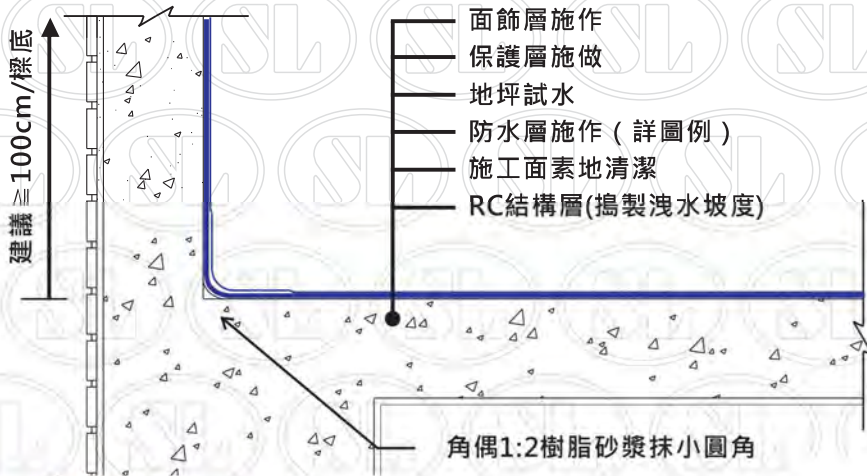 面飾層施作
保護層施做
地坪試水
防水層施作(詳圖例)
施工面素地清潔
RC結構層(搗製洩水坡度)
建議≧100cm/樑底
角偶1:2樹脂砂漿抹小圓角
SL